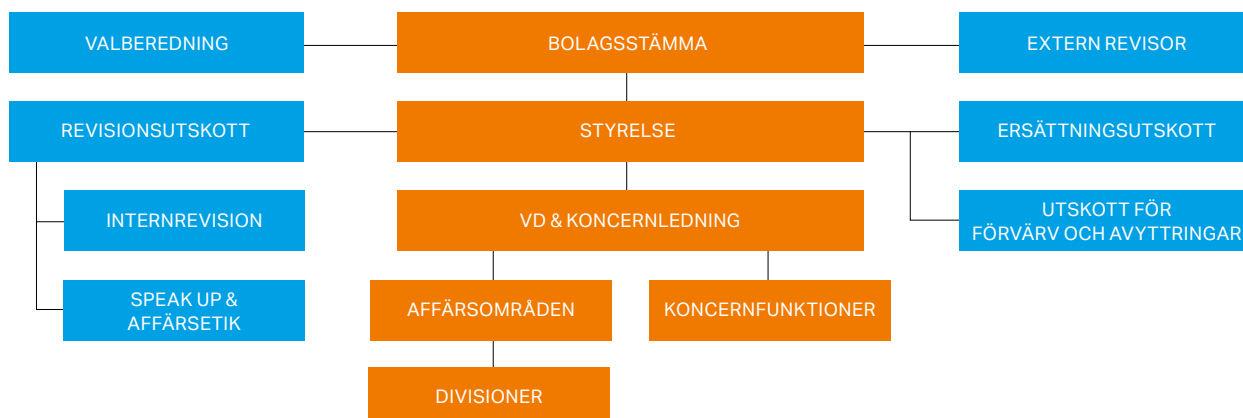 VALBEREDNING
BOLAGSSTÄMMA
EXTERN REVISOR
REVISIONSUTSKOTT
STYRELSE
ERSÄTTNINGSUTSKOTT
INTERNREVISION
VD & KONCERNLEDNING
UTSKOTT FÖR
FÖRVÄRV OCH AVYTTRINGAR
SPEAK UP &
AFFÄRSETIK
AFFÄRSOMRÅDEN
KONCERNFUNKTIONER
DIVISIONER